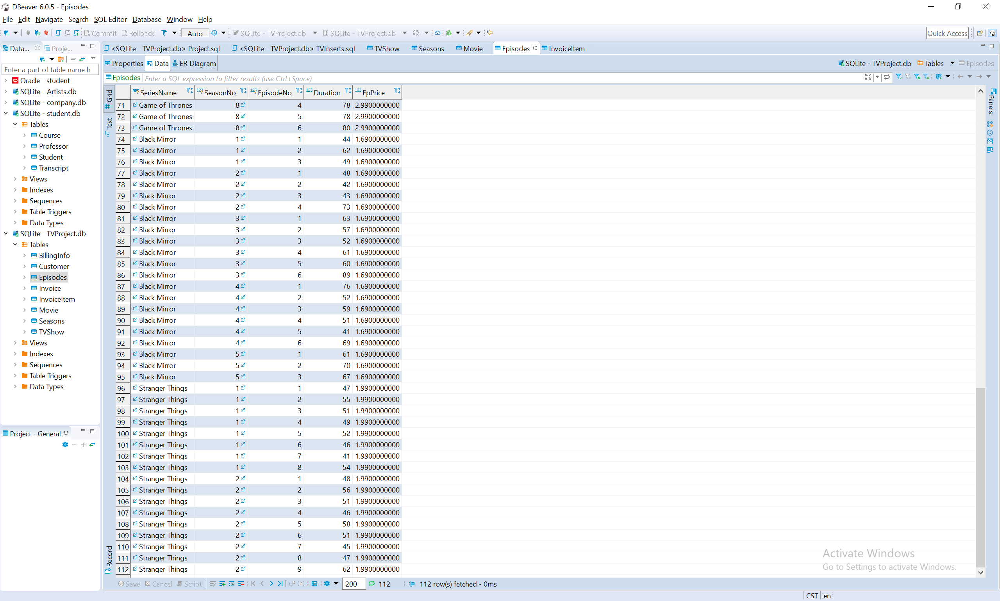 DBeaver 6.0.5 - Episodes
File Edit Navigate Search SQL Editor Database Window Help
Commit Rollback Auto SQLite - TVProject.db SQLite - TVProject.db Quick Access
Data... Proje...
<SQLite - TVProject.db> Project.sql <SQLite - TVProject.db> TVInserts.sql TVShow Seasons Movie Episodes InvoiceItem
Properties Data ER Diagram SQLite - TVProject.db Tables Episodes
Enter a part of table name h
Episodes Enter a SQL expression to filter results (use Ctrl+Space)
Oracle - student
SQLite - Artists.db
SQLite - company.db
SQLite - student.db
Tables
Course
Professor
Student
Transcript
Views
Indexes
Sequences
Table Triggers
Data Types
SQLite - TVProject.db
Tables
BillingInfo
Customer
Episodes
Invoice
InvoiceItem
Movie
Seasons
TVShow
Views
Indexes
Sequences
Table Triggers
Data Types
Project - General
Grid
Text
Record
Panels
ABC SeriesName 123 SeasonNo 123 EpisodeNo 123 Duration 123 EpPrice
71 Game of Thrones 8 4 78 2.9900000000
72 Game of Thrones 8 5 78 2.9900000000
73 Game of Thrones 8 6 80 2.9900000000
74 Black Mirror 1 1 44 1.6900000000
75 Black Mirror 1 2 62 1.6900000000
76 Black Mirror 1 3 49 1.6900000000
77 Black Mirror 2 1 48 1.6900000000
78 Black Mirror 2 2 42 1.6900000000
79 Black Mirror 2 3 43 1.6900000000
80 Black Mirror 2 4 73 1.6900000000
81 Black Mirror 3 1 63 1.6900000000
82 Black Mirror 3 2 57 1.6900000000
83 Black Mirror 3 3 52 1.6900000000
84 Black Mirror 3 4 61 1.6900000000
85 Black Mirror 3 5 60 1.6900000000
86 Black Mirror 3 6 89 1.6900000000
87 Black Mirror 4 1 76 1.6900000000
88 Black Mirror 4 2 52 1.6900000000
89 Black Mirror 4 3 59 1.6900000000
90 Black Mirror 4 4 51 1.6900000000
91 Black Mirror 4 5 41 1.6900000000
92 Black Mirror 4 6 69 1.6900000000
93 Black Mirror 5 1 61 1.6900000000
94 Black Mirror 5 2 70 1.6900000000
95 Black Mirror 5 3 67 1.6900000000
96 Stranger Things 1 1 47 1.9900000000
97 Stranger Things 1 2 55 1.9900000000
98 Stranger Things 1 3 51 1.9900000000
99 Stranger Things 1 4 49 1.9900000000
100 Stranger Things 1 5 52 1.9900000000
101 Stranger Things 1 6 46 1.9900000000
102 Stranger Things 1 7 41 1.9900000000
103 Stranger Things 1 8 54 1.9900000000
104 Stranger Things 2 1 48 1.9900000000
105 Stranger Things 2 2 56 1.9900000000
106 Stranger Things 2 3 51 1.9900000000
107 Stranger Things 2 4 46 1.9900000000
108 Stranger Things 2 5 58 1.9900000000
109 Stranger Things 2 6 51 1.9900000000
110 Stranger Things 2 7 45 1.9900000000
111 Stranger Things 2 8 47 1.9900000000
112 Stranger Things 2 9 62 1.9900000000
Activate Windows
Go to Settings to activate Windows.
Save Cancel Script 200 112 112 row(s) fetched - 0ms
CST en